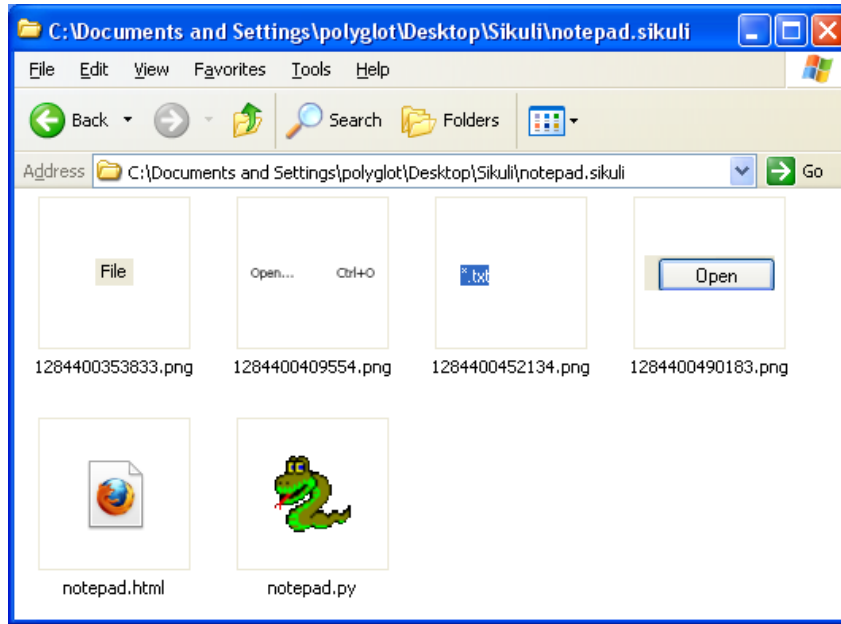 C:\Documents and Settings\polyglot\Desktop\Sikuli\notepad.sikuli
File Edit View Favorites Tools Help
Back Search Folders
Address C:\Documents and Settings\polyglot\Desktop\Sikuli\notepad.sikuli Go
File Open... Ctrl+O *.txt Open
1284400353833.png 1284400409554.png 1284400452134.png 1284400490183.png
notepad.html notepad.py